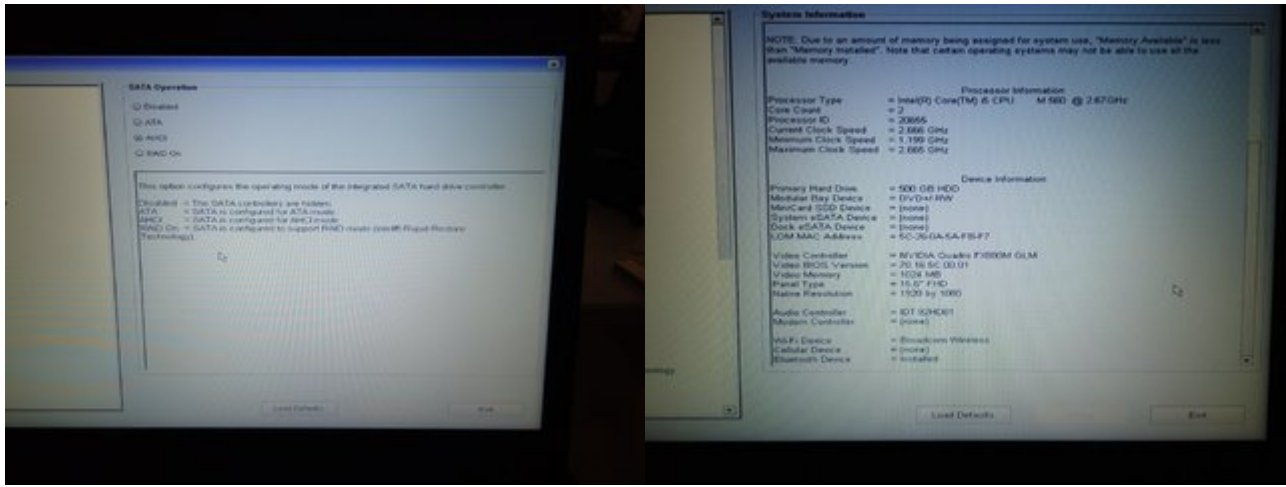 SATA Operation
Disabled
ATA
AHCI
RAID On
This option configures the operating mode of the integrated SATA hard drive controller.
Disabled = The SATA controllers are hidden
ATA = SATA is configured for ATA mode
AHCI = SATA is configured for AHCI mode
RAID On = SATA is configured to support RAID mode Rapid Restore
Technology).
Load Defaults
Exit
System Information
NOTE: Due to an amount of memory being assigned for system use, "Memory Available" is less
than "Memory Installed". Note that certain operating systems may not be able to use all the
available memory.
Processor Information
Processor Type = Intel(R) Core(TM) i5 CPU M 560 @ 2.67GHz
Core Count = 2
Processor ID = 20655
Current Clock Speed = 2.666 GHz
Minimum Clock Speed = 1.199 GHz
Maximum Clock Speed = 2.666 GHz
Device Information
Primary Hard Drive = 500 GB HDD
Modular Bay Device = DVD+/-RW
MiniCard SSD Device = (none)
System eSATA Device = (none)
Dock eSATA Device = (none)
LOM MAC Address = 5C-26-0A-5A-FB-F7
Video Controller = NVIDIA Quadro FX880M GLM
Video BIOS Version = 70.16.5C.00.01
Video Memory = 1024 MB
Panel Type = 15.6" FHD
Native Resolution = 1920 by 1080
Audio Controller = IDT 92HD81
Modem Controller = (none)
Wi-Fi Device = Broadcom Wireless
Cellular Device = (none)
Bluetooth Device = Installed
Load Defaults
Exit